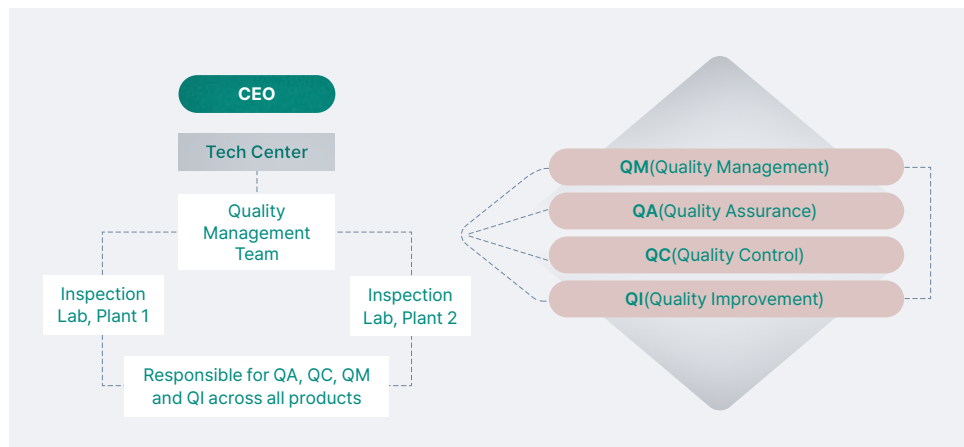 CEO
Tech Center
Quality
Management
Team
Inspection
Lab, Plant 1
Inspection
Lab, Plant 2
Responsible for QA, QC, QM
and QI across all products
QM(Quality Management)
QA(Quality Assurance)
QC(Quality Control)
QI(Quality Improvement)